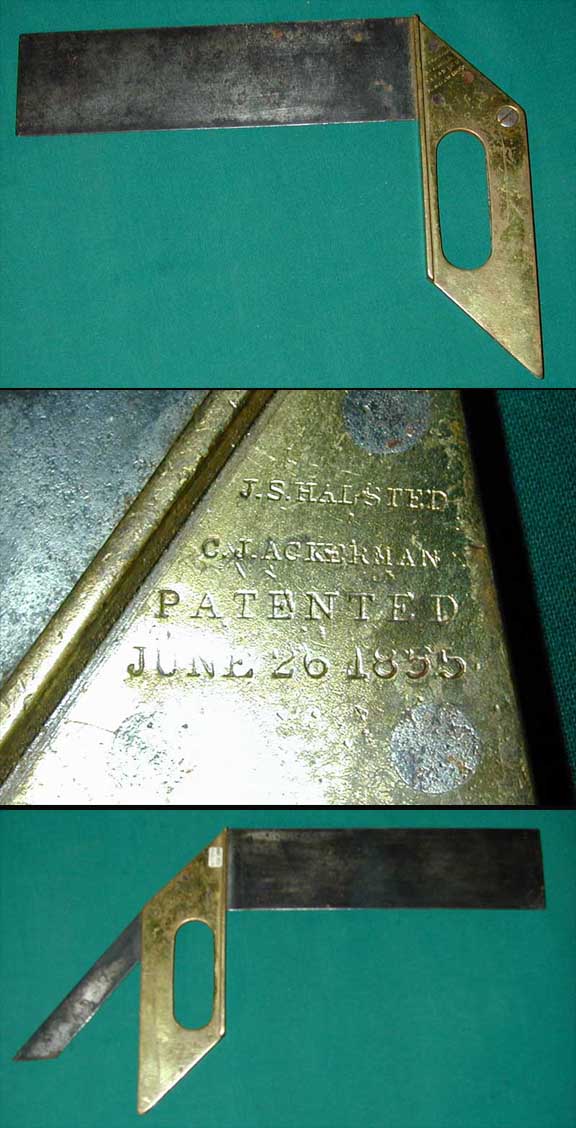 J.S.HALSTED
C.J.ACKERMAN
PATENTED
JUNE 26 1855